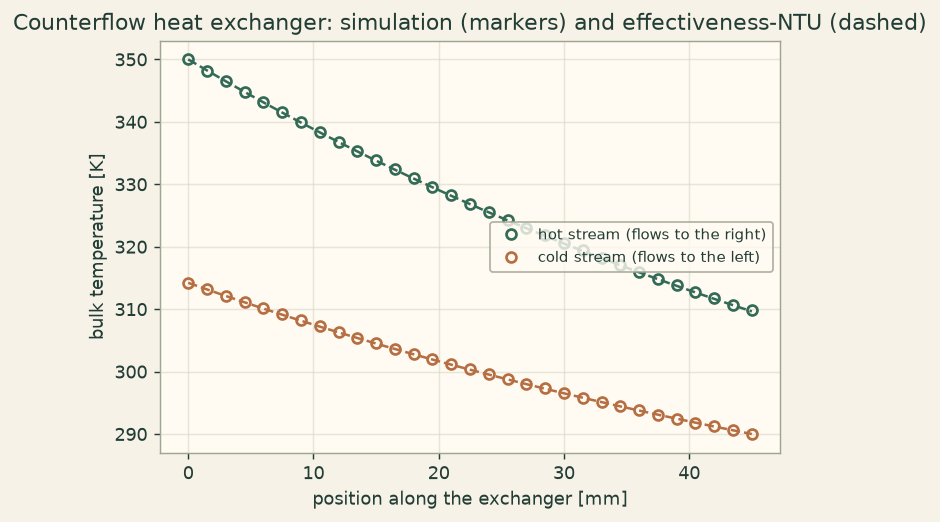 Counterflow heat exchanger: simulation (markers) and effectiveness-NTU (dashed)
350
340
330
320
310
300
290
bulk temperature [K]
hot stream (flows to the right)
cold stream (flows to the left)
0 10 20 30 40
position along the exchanger [mm]